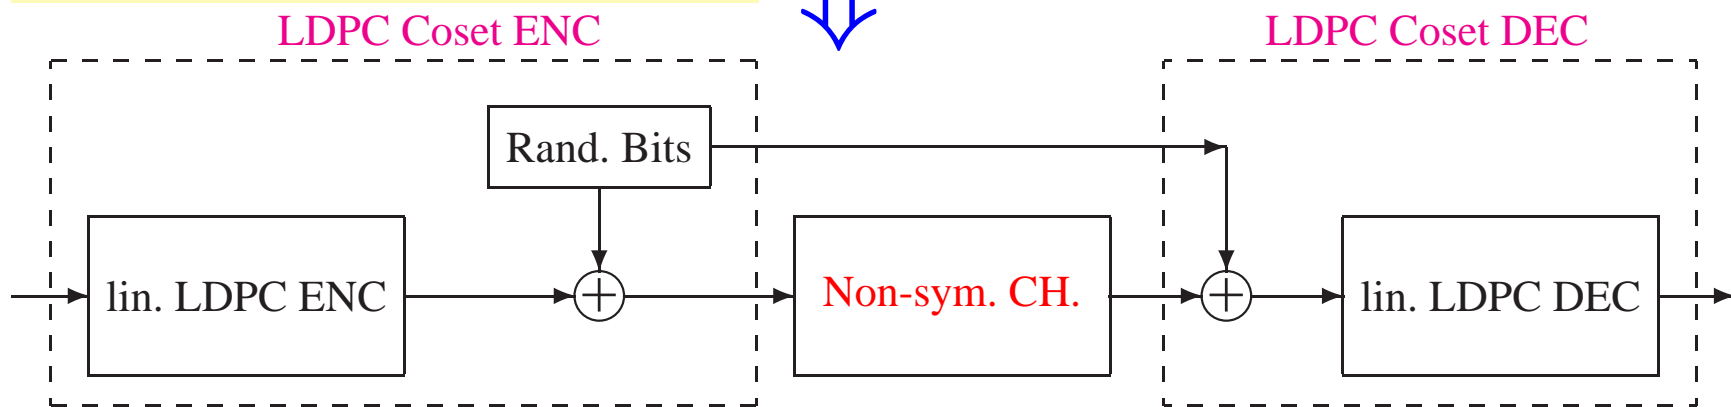 LDPC Coset ENC
LDPC Coset DEC
Rand. Bits
lin. LDPC ENC
Non-sym. CH.
lin. LDPC DEC